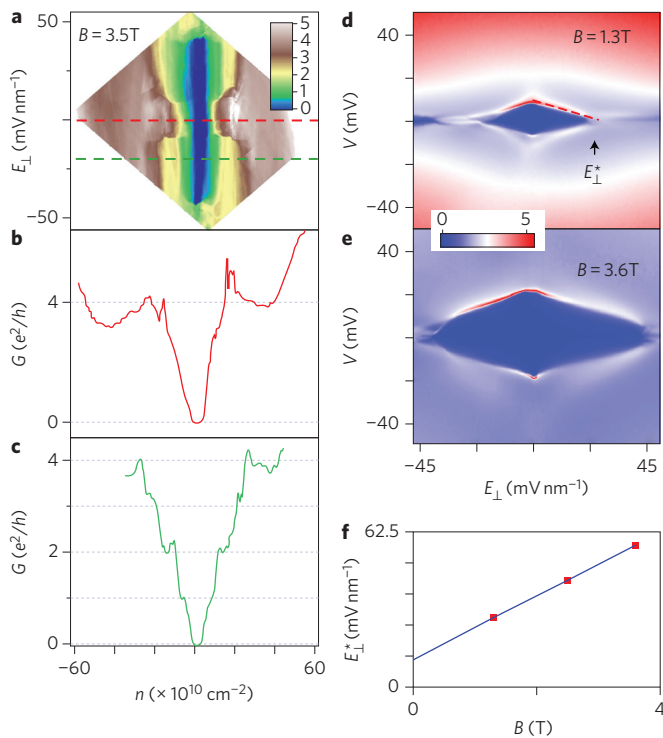 a
50
B = 3.5T
5
4
3
2
1
0
E⊥ (mV nm⁻¹)
0
−50
b
4
G (e²/h)
0
c
4
3
2
1
0
G (e²/h)
−60
60
n (× 10¹⁰ cm⁻²)
d
40
B = 1.3T
V (mV)
0
E⊥*
−40
0
5
e
40
B = 3.6T
V (mV)
0
−40
−45
45
E⊥ (mV nm⁻¹)
f
62.5
E⊥* (mV nm⁻¹)
0
0
4
B (T)